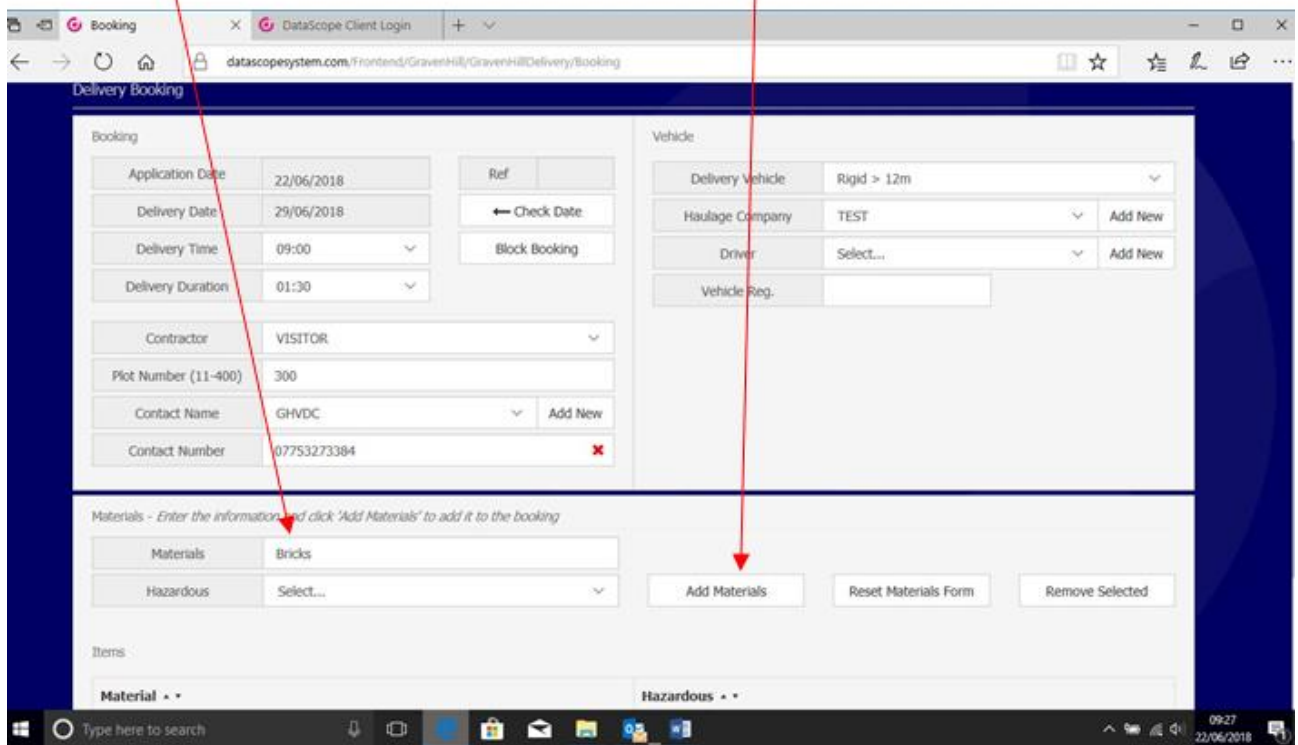 Booking
DataScope Client Login
datascopesystem.com/Frontend/GravenHill/GravenHillDelivery/Booking
Delivery Booking
Booking
Application Date 22/06/2018 Ref
Delivery Date 29/06/2018 Check Date
Delivery Time 09:00 Block Booking
Delivery Duration 01:30
Contractor VISITOR
Plot Number (11-400) 300
Contact Name GHVDC Add New
Contact Number 07753273384
Vehicle
Delivery Vehicle Rigid > 12m
Haulage Company TEST Add New
Driver Select... Add New
Vehicle Reg.
Materials - Enter the information and click 'Add Materials' to add it to the booking
Materials Bricks
Hazardous Select... Add Materials Reset Materials Form Remove Selected
Items
Material Hazardous
Type here to search
09:27
22/06/2018